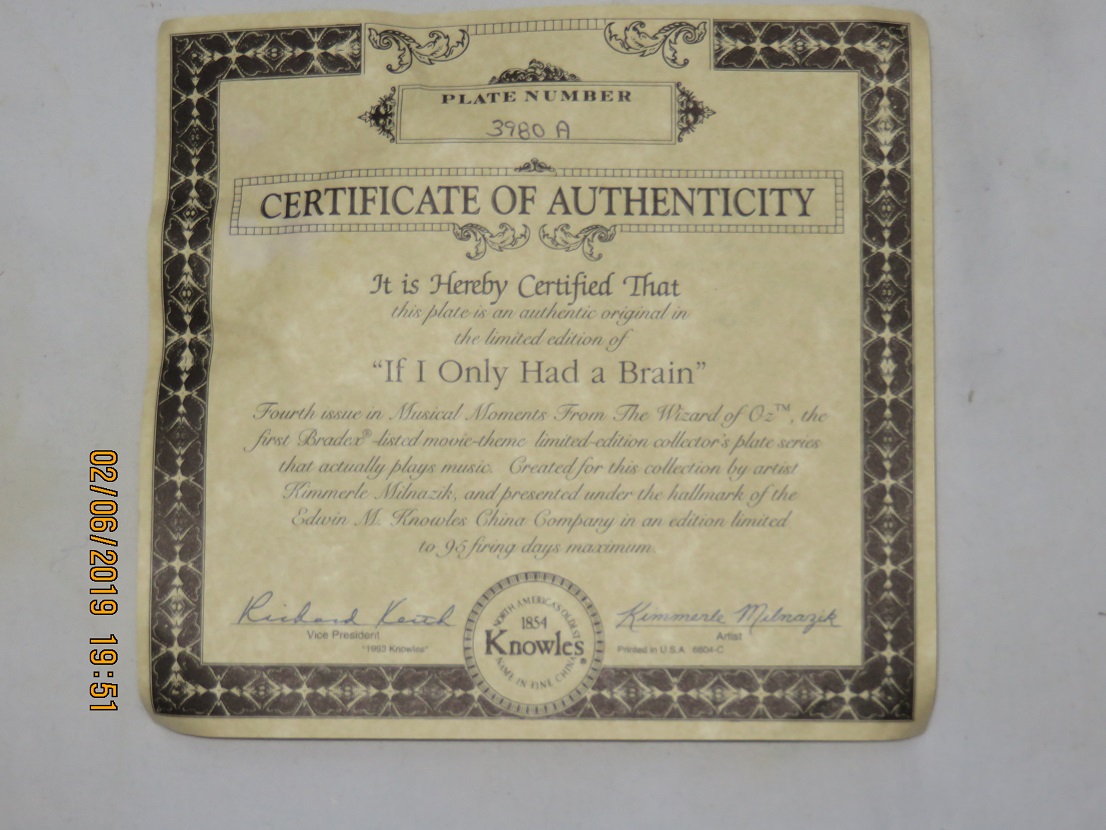 PLATE NUMBER
3980 A
CERTIFICATE OF AUTHENTICITY
It is Hereby Certified That
this plate is an authentic original in
the limited edition of
"If I Only Had a Brain"
Fourth issue in Musical Moments From The Wizard of Oz™, the
first Bradex®-listed movie-theme limited-edition collector's plate series
that actually plays music. Created for this collection by artist
Kimmerle Milnazik, and presented under the hallmark of the
Edwin M. Knowles China Company in an edition limited
to 95 firing days maximum.
Richard Keith
Vice President
"1993 Knowles"
NORTH AMERICA'S OLDEST
1854
Knowles®
NAME IN FINE CHINA
Kimmerle Milnazik
Artist
Printed in U.S.A. 6604-C
02/06/2019 19:51